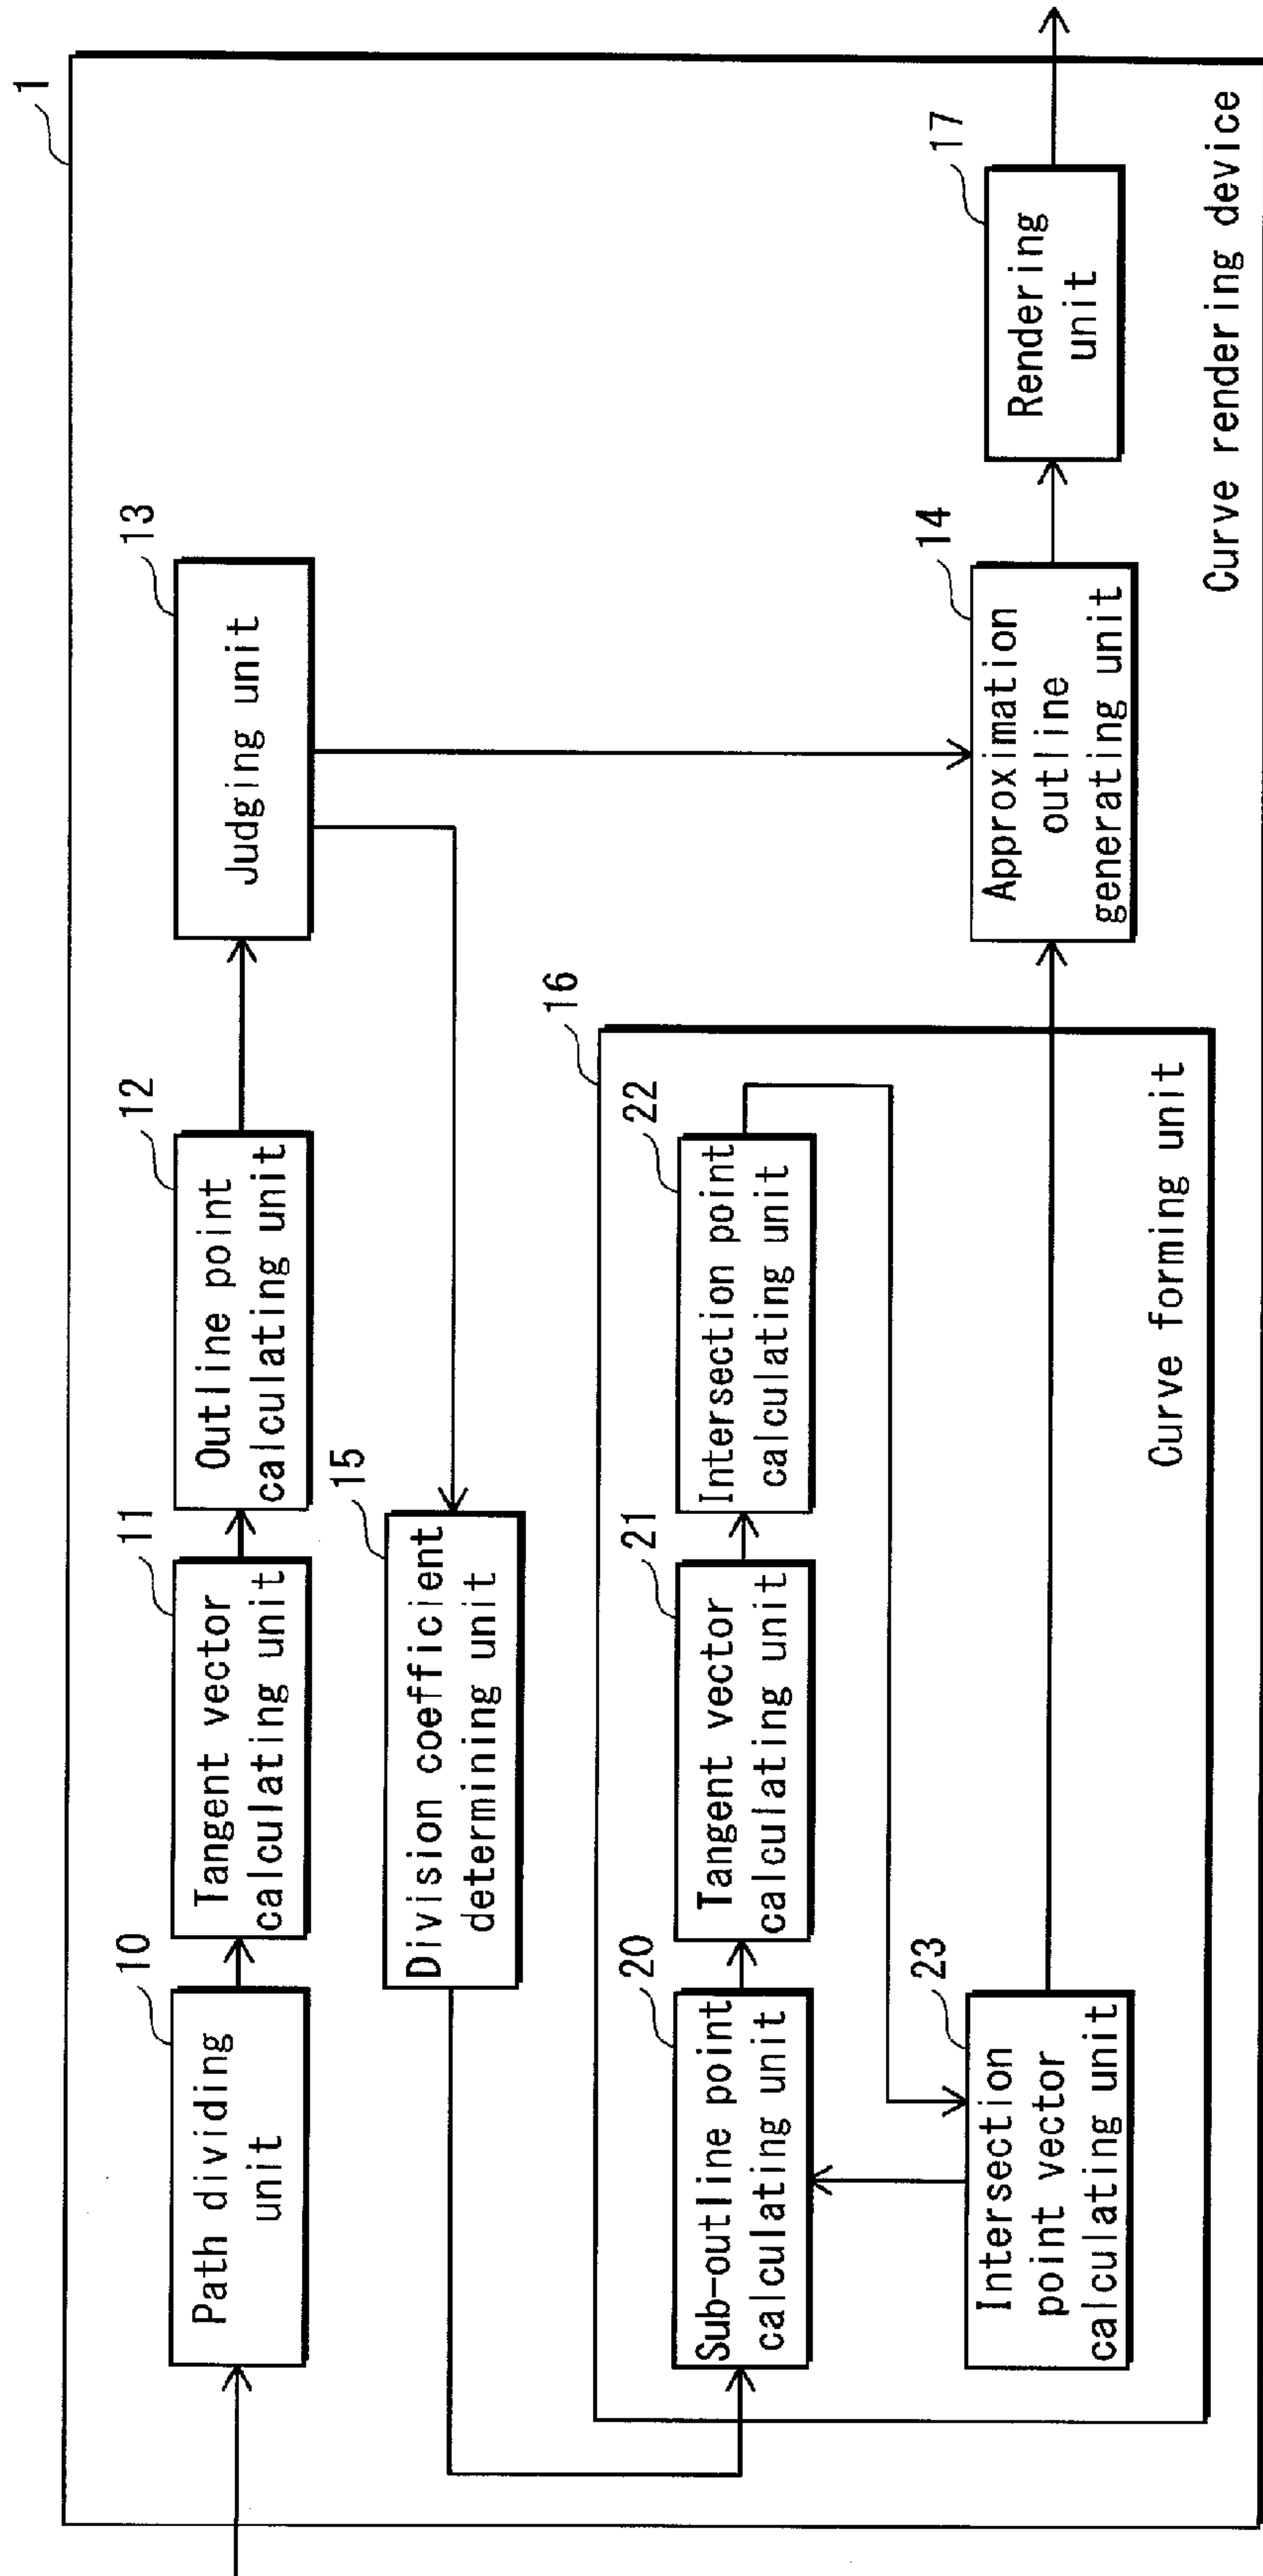 1
10
Path dividing
unit
11
Tangent vector
calculating unit
12
Outline point
calculating unit
13
Judging unit
15
Division coefficient
determining unit
16
20
Sub-outline point
calculating unit
21
Tangent vector
calculating unit
22
Intersection point
calculating unit
23
Intersection
point vector
calculating unit
Curve forming unit
14
Approximation
outline
generating unit
17
Rendering
unit
Curve rendering device